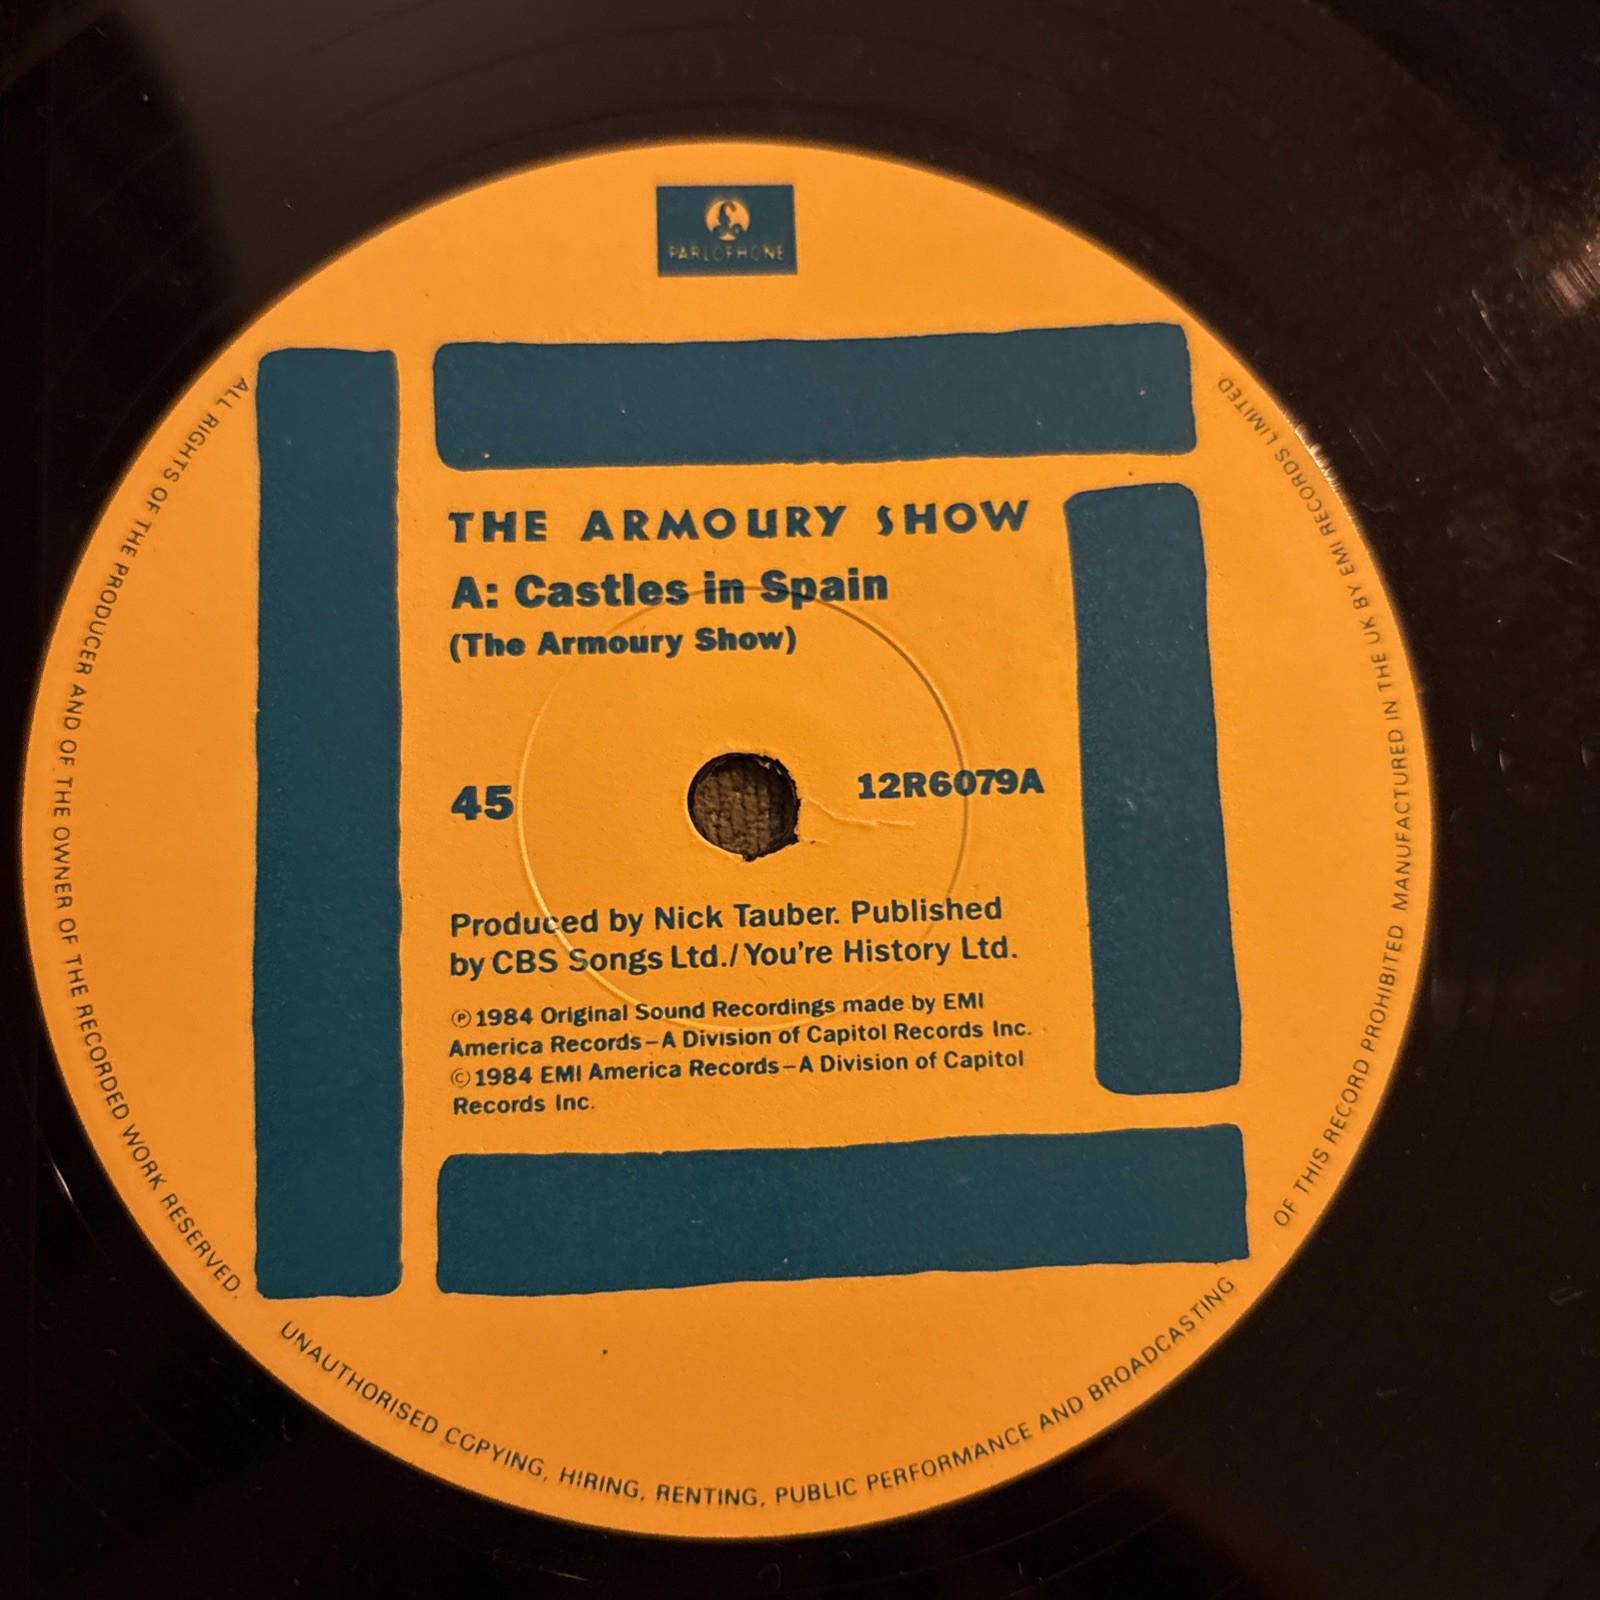 PARLOPHONE
THE ARMOURY SHOW
A: Castles in Spain
(The Armoury Show)
45
12R6079A
Produced by Nick Tauber. Published
by CBS Songs Ltd./You're History Ltd.
℗1984 Original Sound Recordings made by EMI
America Records–A Division of Capitol Records Inc.
©1984 EMI America Records–A Division of Capitol
Records Inc.
ALL RIGHTS OF THE PRODUCER AND OF THE OWNER OF THE RECORDED WORK RESERVED.
UNAUTHORISED COPYING, HIRING, RENTING, PUBLIC PERFORMANCE AND BROADCASTING
OF THIS RECORD PROHIBITED MANUFACTURED IN THE UK BY EMI RECORDS LIMITED